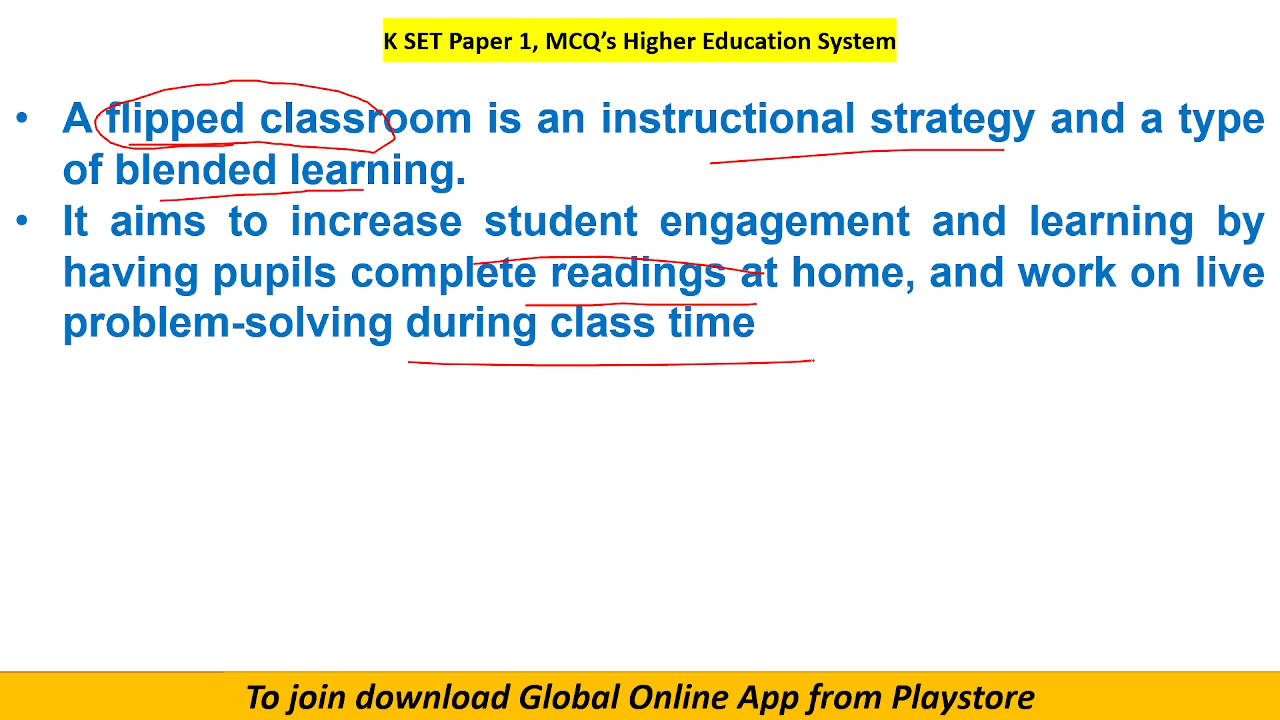 K SET Paper 1, MCQ’s Higher Education System
• A flipped classroom is an instructional strategy and a type
of blended learning.
• It aims to increase student engagement and learning by
having pupils complete readings at home, and work on live
problem-solving during class time
To join download Global Online App from Playstore